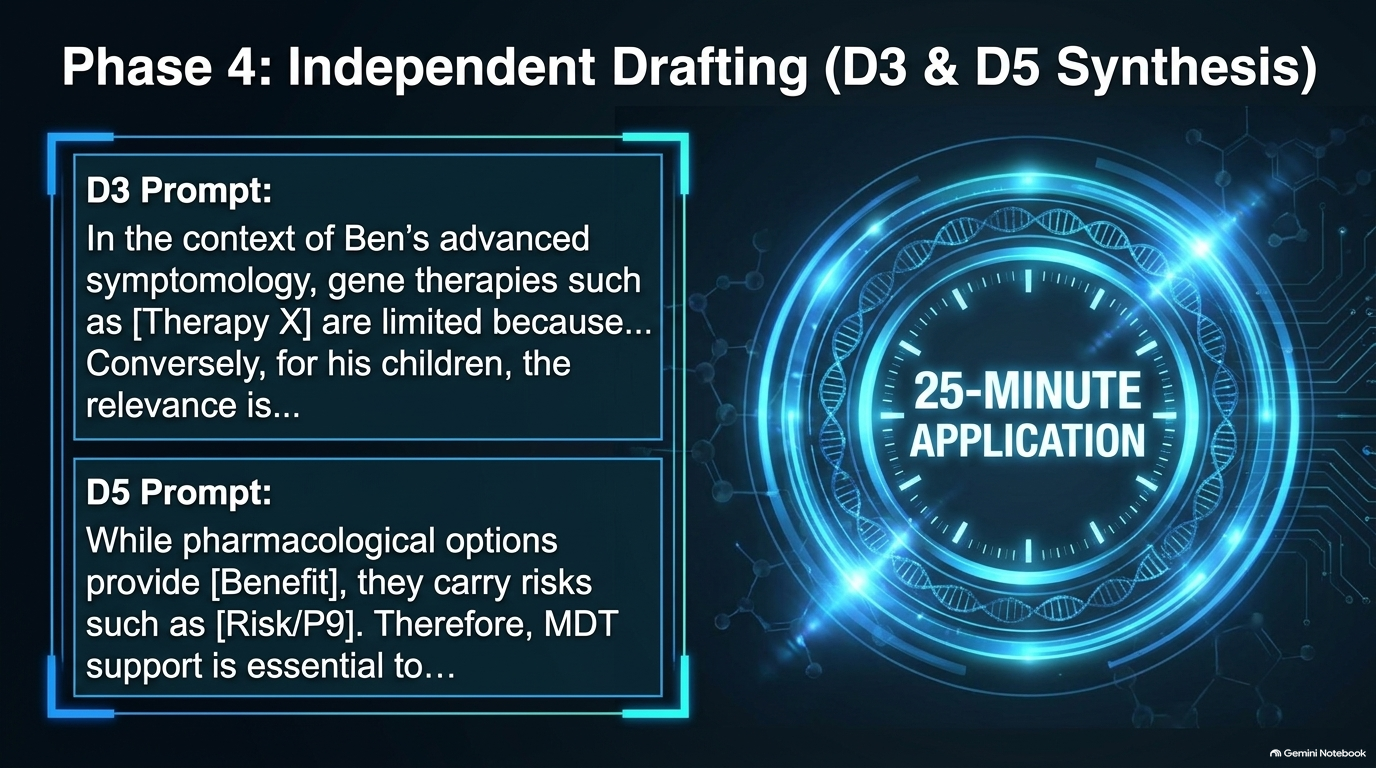 Phase 4: Independent Drafting (D3 & D5 Synthesis)
D3 Prompt:
In the context of Ben’s advanced
symptomology, gene therapies such
as [Therapy X] are limited because...
Conversely, for his children, the
relevance is...
D5 Prompt:
While pharmacological options
provide [Benefit], they carry risks
such as [Risk/P9]. Therefore, MDT
support is essential to…
25-MINUTE
APPLICATION
Gemini Notebook